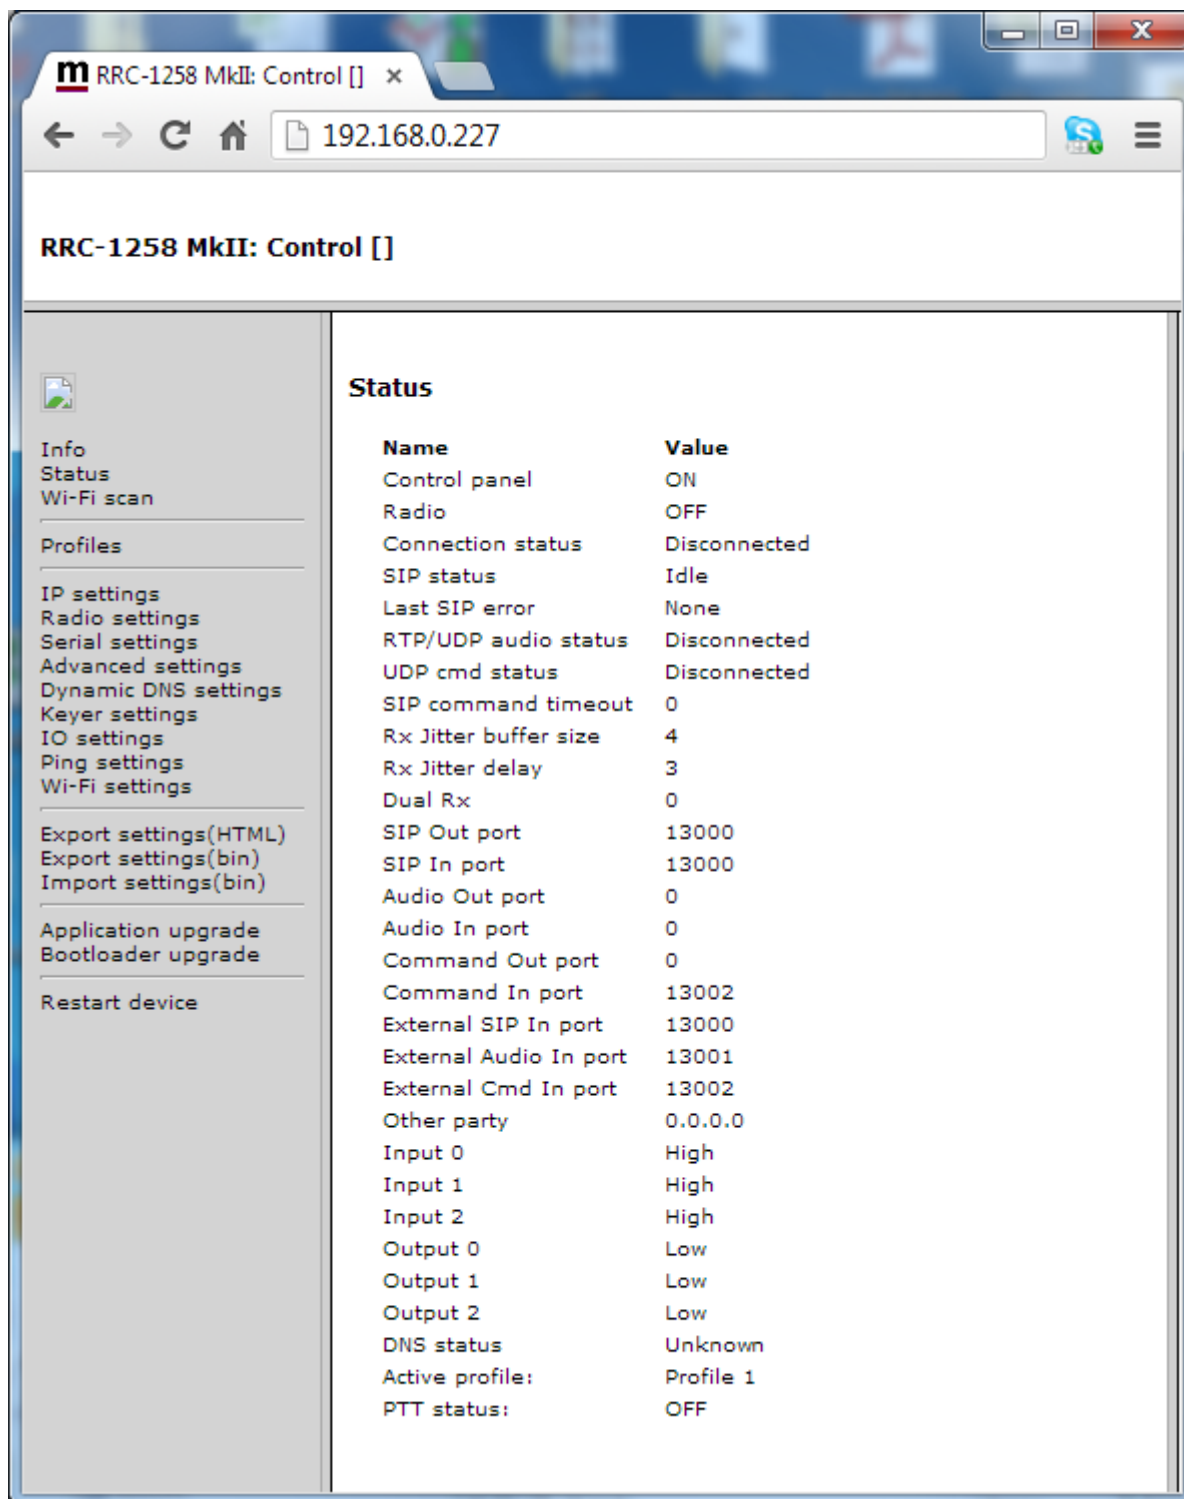 m RRC-1258 MkII: Control [] ×
192.168.0.227
RRC-1258 MkII: Control []
Info
Status
Wi-Fi scan
Profiles
IP settings
Radio settings
Serial settings
Advanced settings
Dynamic DNS settings
Keyer settings
IO settings
Ping settings
Wi-Fi settings
Export settings(HTML)
Export settings(bin)
Import settings(bin)
Application upgrade
Bootloader upgrade
Restart device
Status
Name Value
Control panel ON
Radio OFF
Connection status Disconnected
SIP status Idle
Last SIP error None
RTP/UDP audio status Disconnected
UDP cmd status Disconnected
SIP command timeout 0
Rx Jitter buffer size 4
Rx Jitter delay 3
Dual Rx 0
SIP Out port 13000
SIP In port 13000
Audio Out port 0
Audio In port 0
Command Out port 0
Command In port 13002
External SIP In port 13000
External Audio In port 13001
External Cmd In port 13002
Other party 0.0.0.0
Input 0 High
Input 1 High
Input 2 High
Output 0 Low
Output 1 Low
Output 2 Low
DNS status Unknown
Active profile: Profile 1
PTT status: OFF